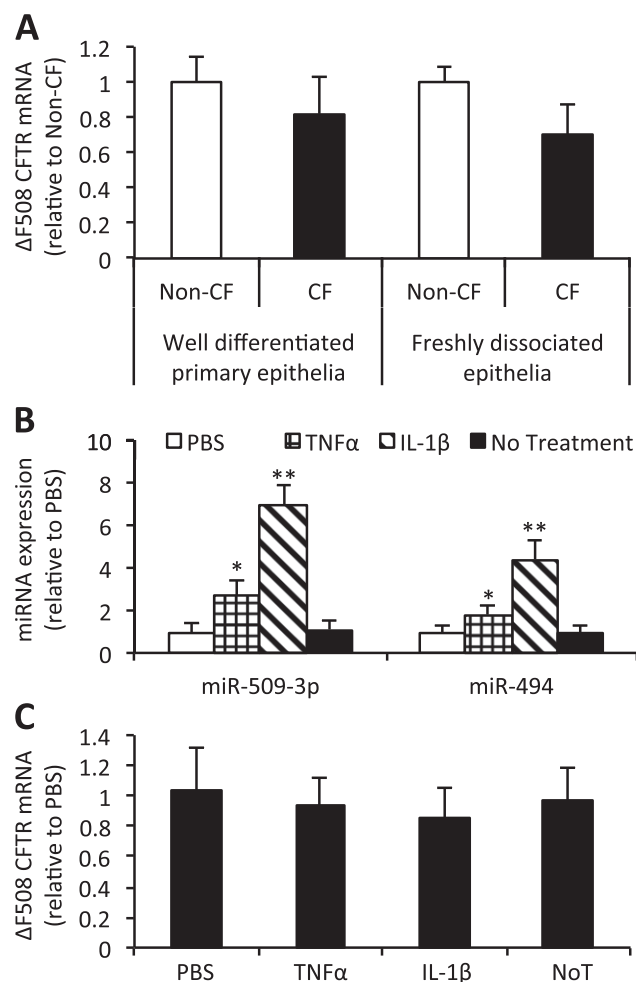 A
ΔF508 CFTR mRNA
(relative to Non-CF)
1.2
1
0.8
0.6
0.4
0.2
0
Non-CF CF Non-CF CF
Well differentiated
primary epithelia
Freshly dissociated
epithelia
B
miRNA expression
(relative to PBS)
10
8
6
4
2
0
PBS TNFα IL-1β No Treatment
* ** * **
miR-509-3p miR-494
C
ΔF508 CFTR mRNA
(relative to PBS)
1.4
1.2
1
0.8
0.6
0.4
0.2
0
PBS TNFα IL-1β NoT